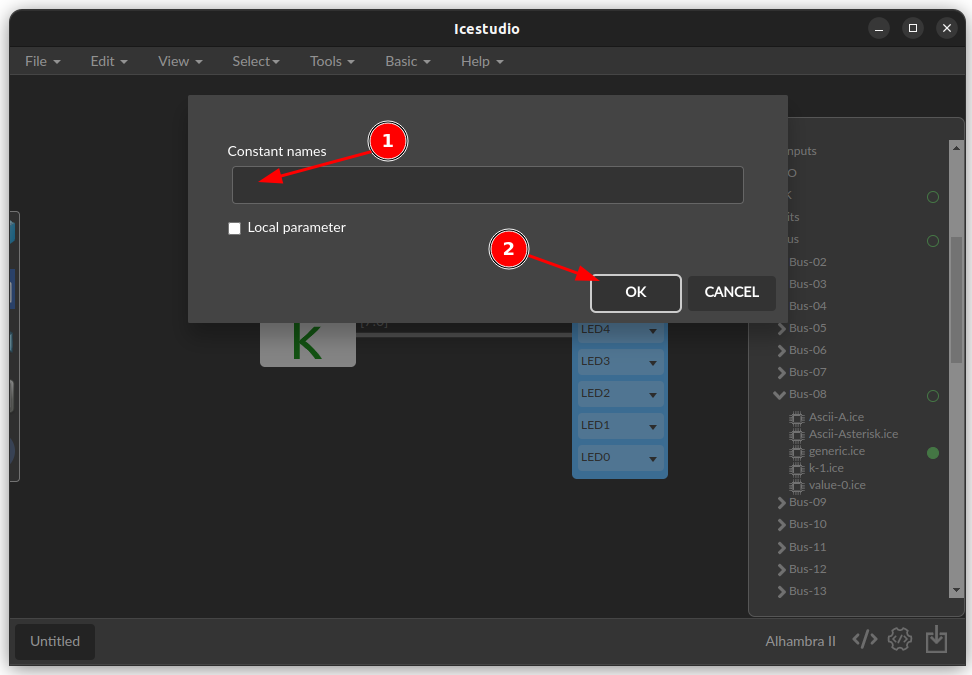 Icestudio
File Edit View Select Tools Basic Help
Constant names
1
Local parameter
2
OK CANCEL
nputs
O
K
its
us
Bus-02
Bus-03
Bus-04
Bus-05
Bus-06
Bus-07
Bus-08
Ascii-A.ice
Ascii-Asterisk.ice
generic.ice
k-1.ice
value-0.ice
Bus-09
Bus-10
Bus-11
Bus-12
Bus-13
[7:0]
K
LED4
LED3
LED2
LED1
LED0
Untitled
Alhambra II